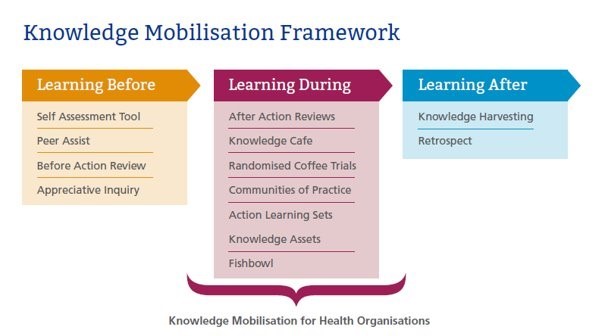 Knowledge Mobilisation Framework
Learning Before
Self Assessment Tool
Peer Assist
Before Action Review
Appreciative Inquiry
Learning During
After Action Reviews
Knowledge Cafe
Randomised Coffee Trials
Communities of Practice
Action Learning Sets
Knowledge Assets
Fishbowl
Learning After
Knowledge Harvesting
Retrospect
Knowledge Mobilisation for Health Organisations